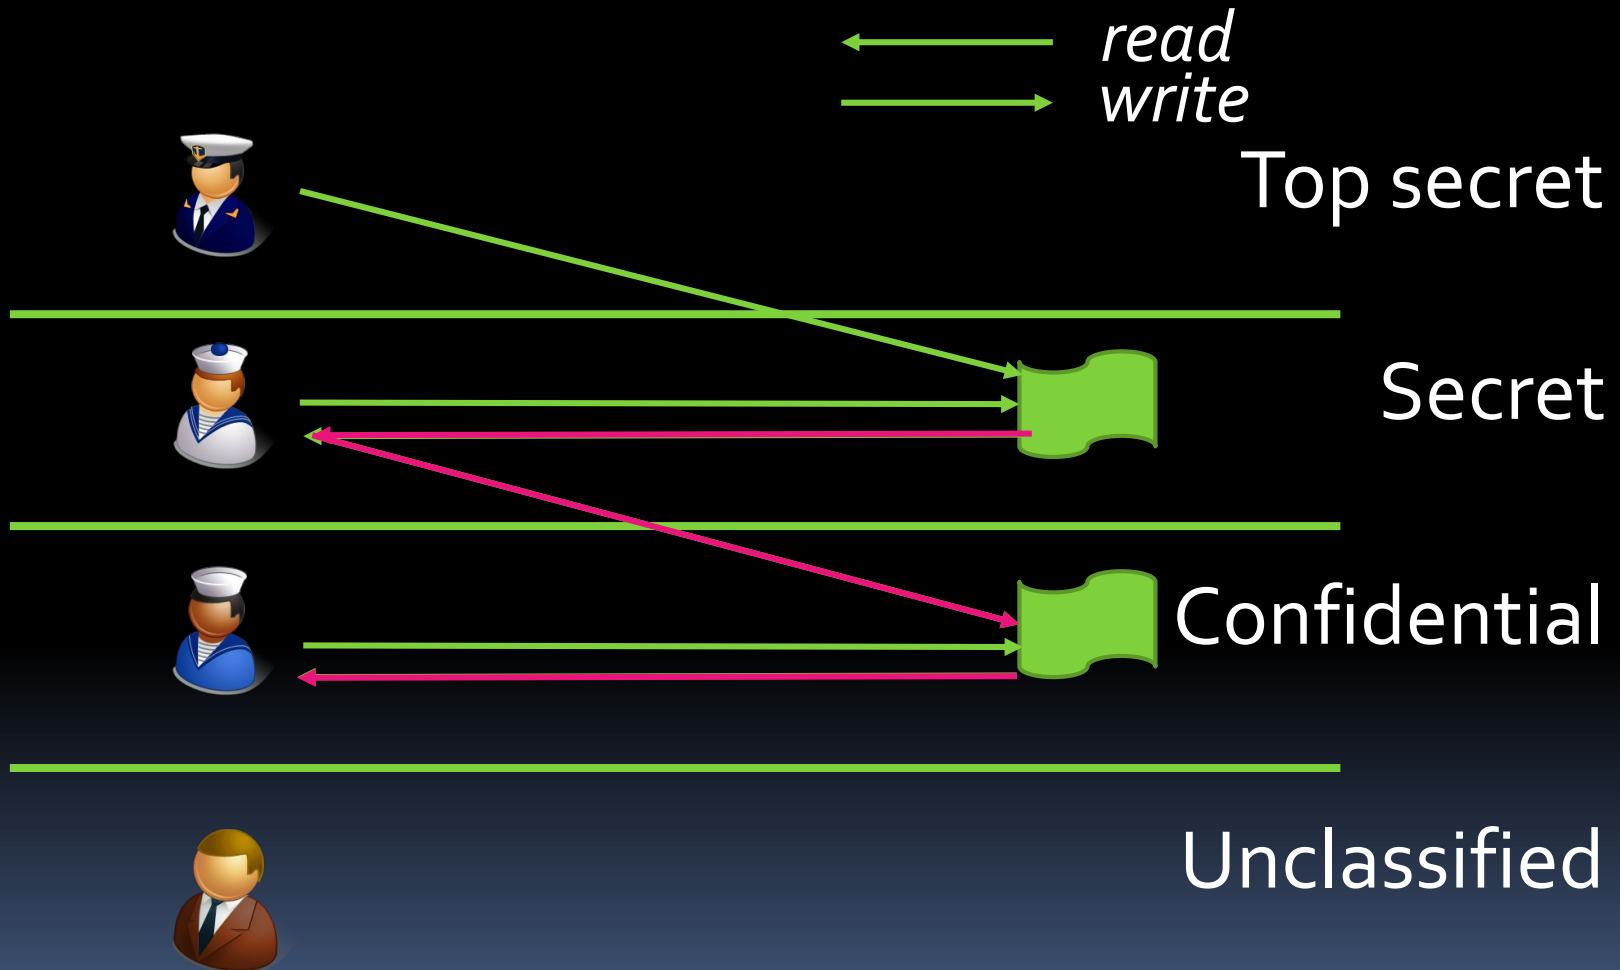 read
write
Top secret
Secret
Confidential
Unclassified